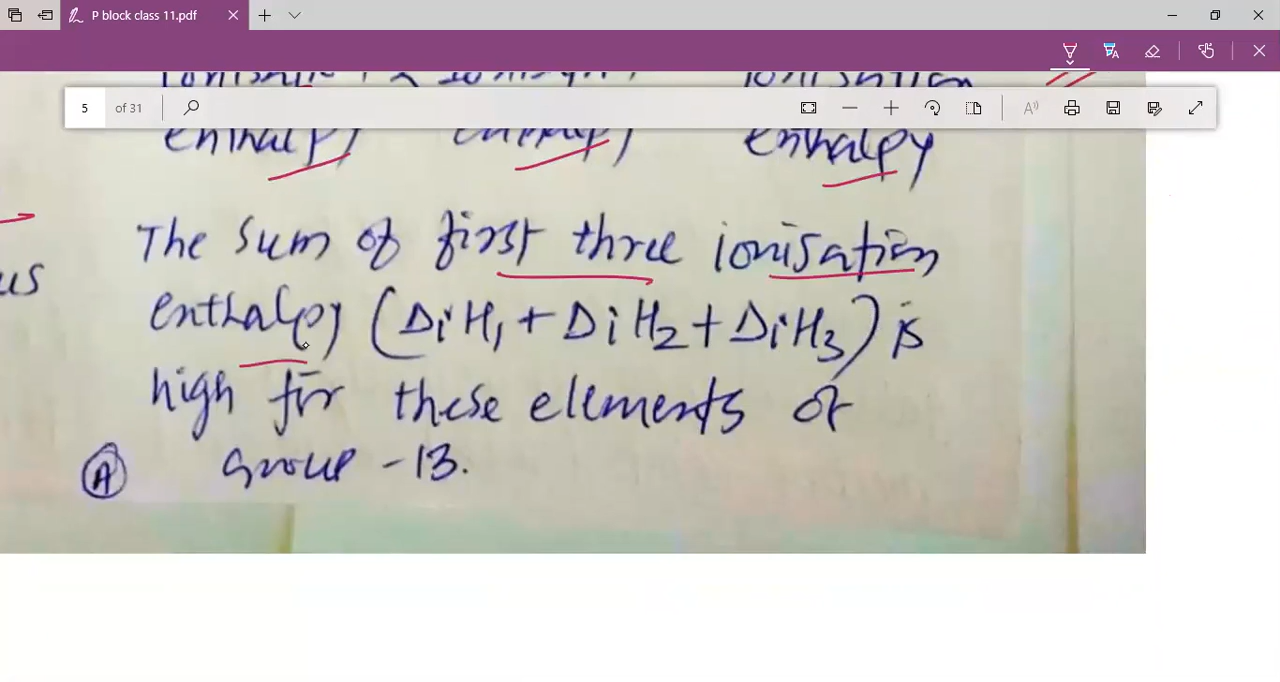 P block class 11.pdf
5 of 31
enthalpy enthalpy enthalpy
The sum of first three ionisation
enthalpy (ΔiH1 + ΔiH2 + ΔiH3) is
us
high for these elements of
A group - 13.